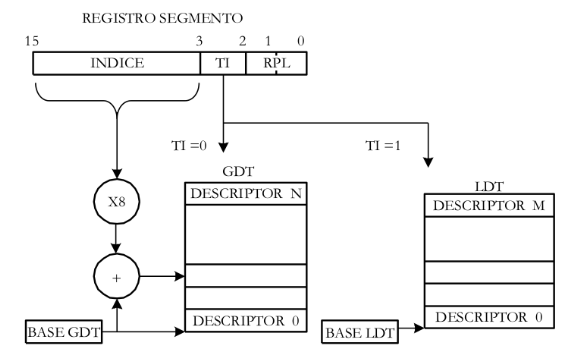 REGISTRO SEGMENTO
15 3 2 1 0
INDICE TI RPL
TI =0 TI =1
GDT
LDT
DESCRIPTOR N
DESCRIPTOR M
X8
+
DESCRIPTOR 0
DESCRIPTOR 0
BASE GDT
BASE LDT